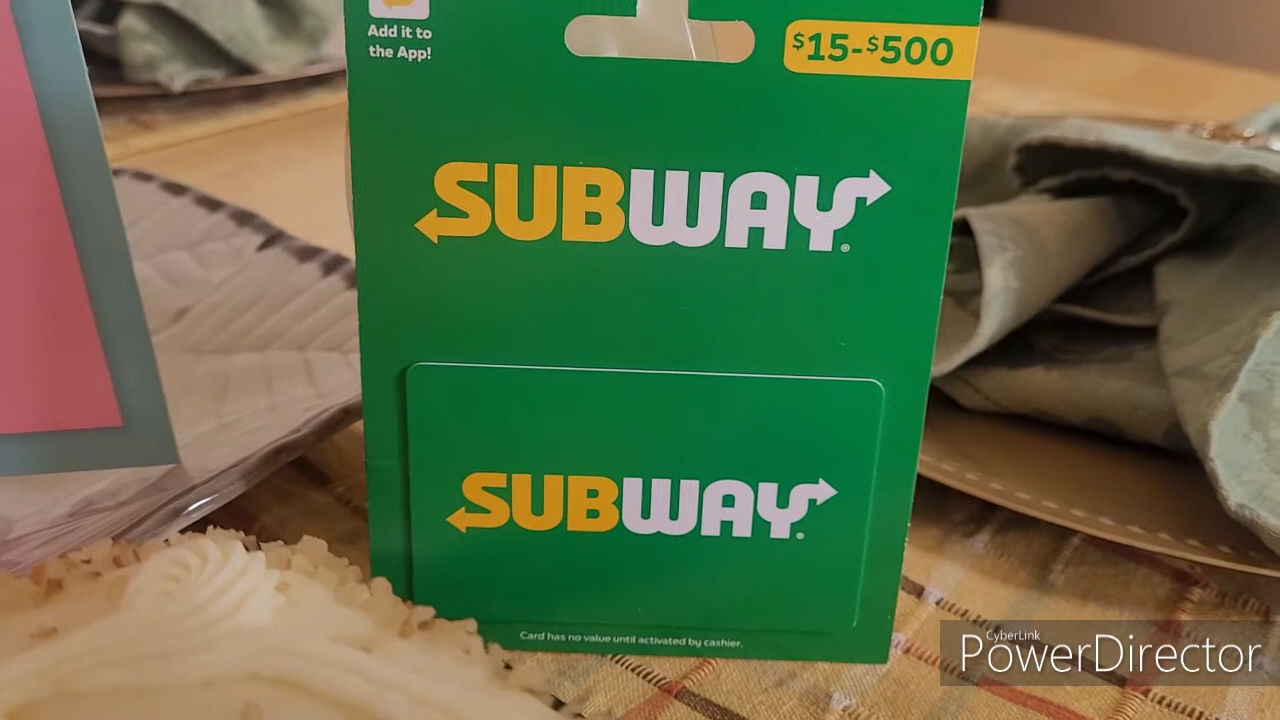 Add it to
the App!
$15-$500
SUBWAY
SUBWAY
Card has no value until activated by cashier.
CyberLink
PowerDirector